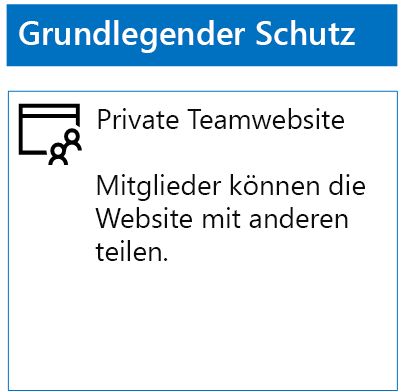 Grundlegender Schutz
Private Teamwebsite
Mitglieder können die
Website mit anderen
teilen.